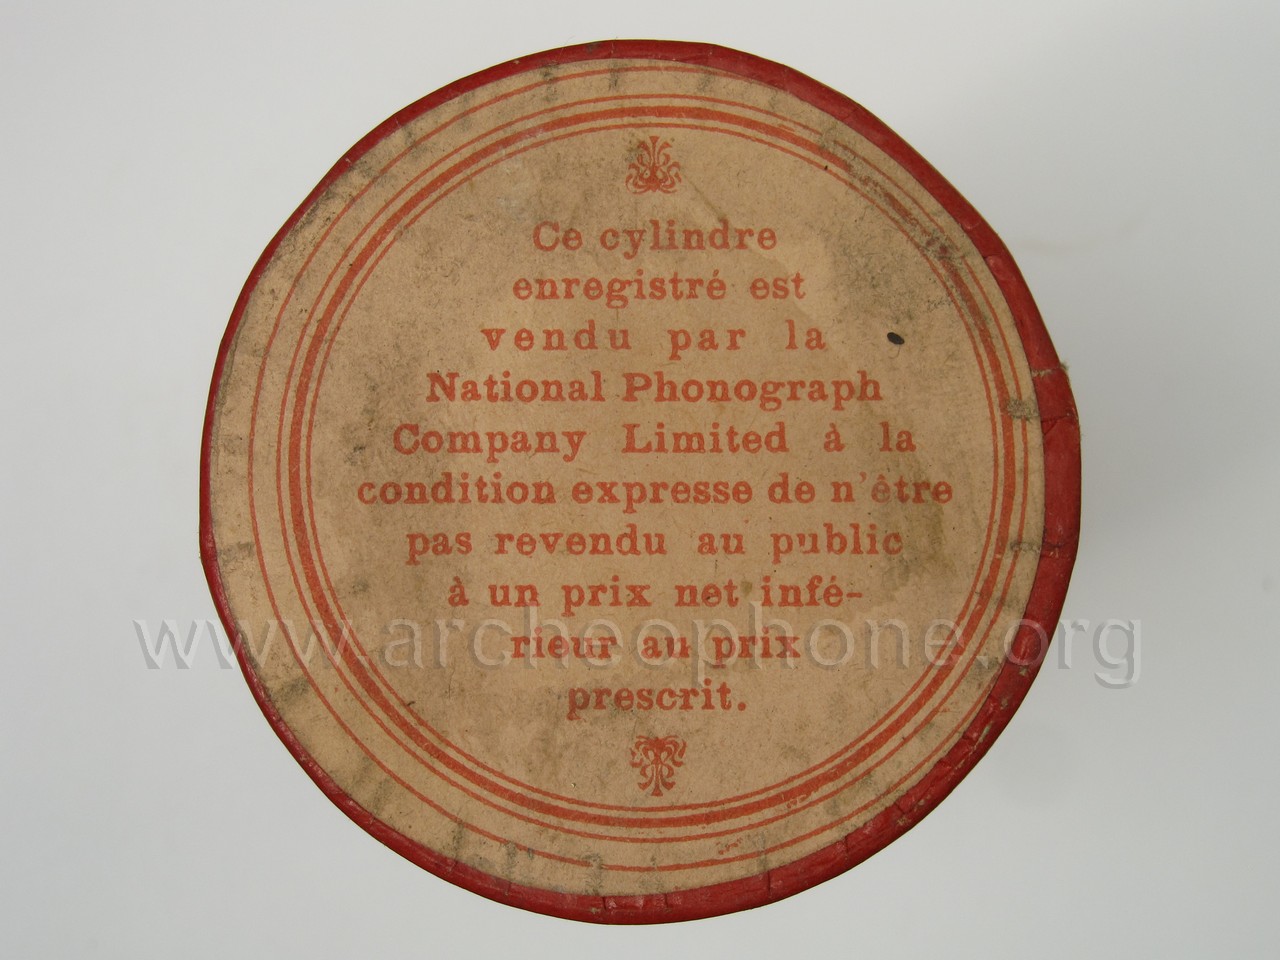 Ce cylindre
enregistré est
vendu par la
National Phonograph
Company Limited à la
condition expresse de n'être
pas revendu au public
à un prix net infé-
rieur au prix
prescrit.
www.archeophone.org